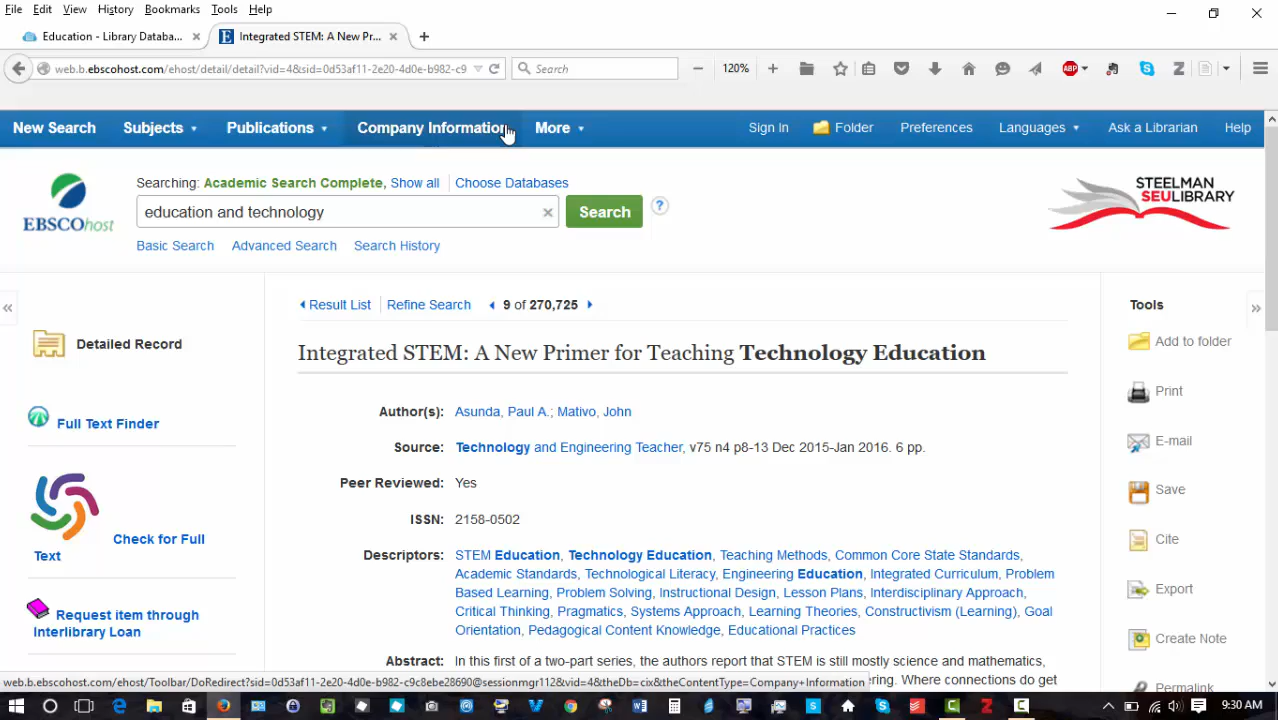 File Edit View History Bookmarks Tools Help
Education - Library Databa... × Integrated STEM: A New Pr... × +
web.b.ebscohost.com/ehost/detail/detail?vid=4&sid=0d53af11-2e20-4d0e-b982-c9 Search 120% ABP
New Search Subjects Publications Company Information More Sign In Folder Preferences Languages Ask a Librarian Help
Searching: Academic Search Complete, Show all Choose Databases
EBSCOhost
education and technology × Search ?
Basic Search Advanced Search Search History
STEELMAN
SEULIBRARY
Result List Refine Search 9 of 270,725
Tools
Detailed Record
Full Text Finder
Check for Full
Text
Request item through
Interlibrary Loan
Integrated STEM: A New Primer for Teaching Technology Education
Author(s): Asunda, Paul A.; Mativo, John
Source: Technology and Engineering Teacher, v75 n4 p8-13 Dec 2015-Jan 2016. 6 pp.
Peer Reviewed: Yes
ISSN: 2158-0502
Descriptors: STEM Education, Technology Education, Teaching Methods, Common Core State Standards,
Academic Standards, Technological Literacy, Engineering Education, Integrated Curriculum, Problem
Based Learning, Problem Solving, Instructional Design, Lesson Plans, Interdisciplinary Approach,
Critical Thinking, Pragmatics, Systems Approach, Learning Theories, Constructivism (Learning), Goal
Orientation, Pedagogical Content Knowledge, Educational Practices
Abstract: In this first of a two-part series, the authors report that STEM is still mostly science and mathematics,
ering. Where connections do get
Add to folder
Print
E-mail
Save
Cite
Export
Create Note
Permalink
web.b.ebscohost.com/ehost/Toolbar/DoRedirect?sid=0d53af11-2e20-4d0e-b982-c9c8ebe28690@sessionmgr112&vid=4&theDb=cix&theContentType=Company+Information
9:30 AM